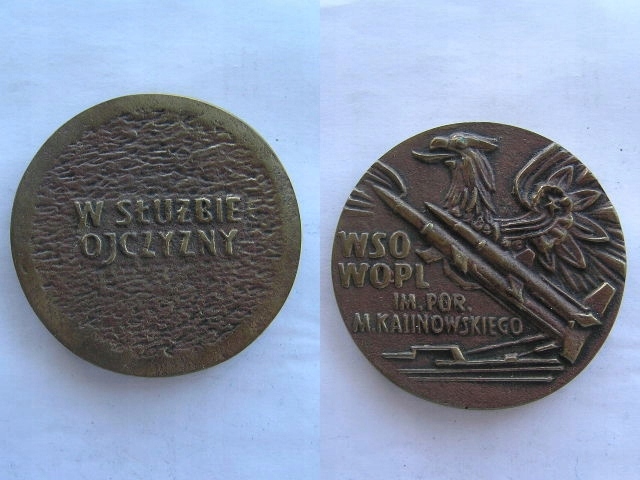 W SŁUŻBIE
OJCZYZNY
WSO
WOPL
IM. POR.
M. KALINOWSKIEGO